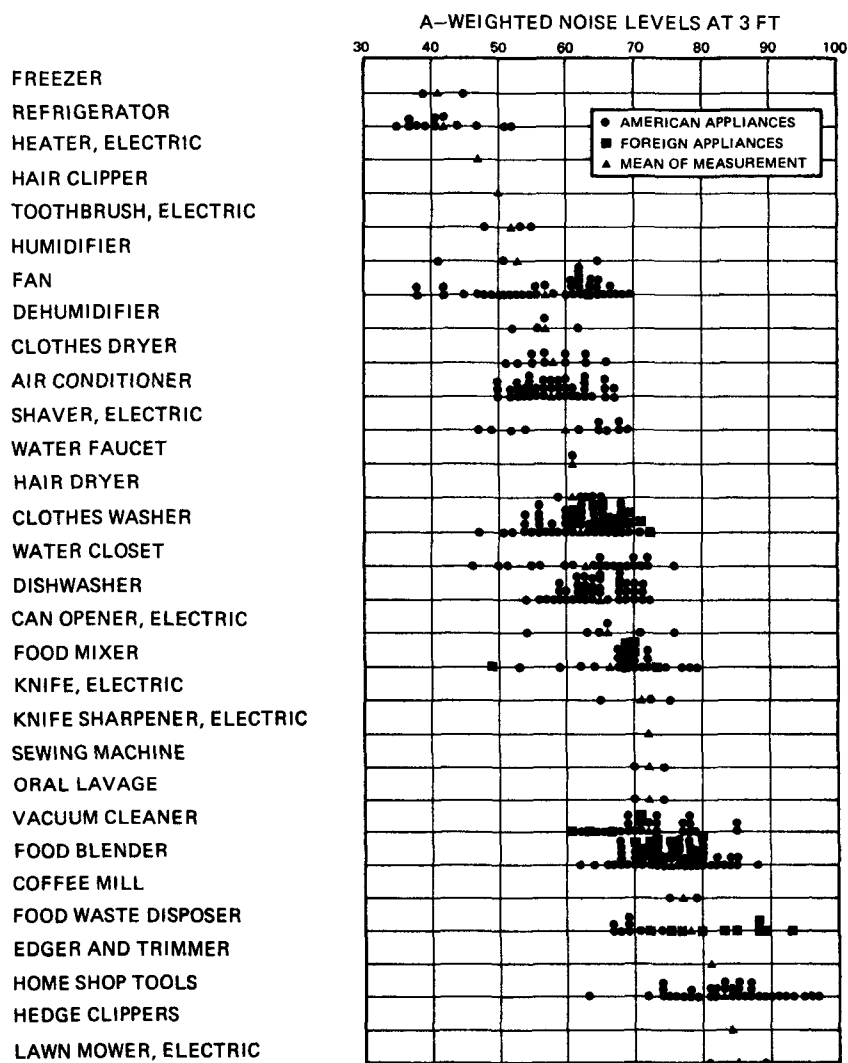 A–WEIGHTED NOISE LEVELS AT 3 FT
30 40 50 60 70 80 90 100
FREEZER
REFRIGERATOR
HEATER, ELECTRIC
HAIR CLIPPER
TOOTHBRUSH, ELECTRIC
HUMIDIFIER
FAN
DEHUMIDIFIER
CLOTHES DRYER
AIR CONDITIONER
SHAVER, ELECTRIC
WATER FAUCET
HAIR DRYER
CLOTHES WASHER
WATER CLOSET
DISHWASHER
CAN OPENER, ELECTRIC
FOOD MIXER
KNIFE, ELECTRIC
KNIFE SHARPENER, ELECTRIC
SEWING MACHINE
ORAL LAVAGE
VACUUM CLEANER
FOOD BLENDER
COFFEE MILL
FOOD WASTE DISPOSER
EDGER AND TRIMMER
HOME SHOP TOOLS
HEDGE CLIPPERS
LAWN MOWER, ELECTRIC
AMERICAN APPLIANCES
FOREIGN APPLIANCES
MEAN OF MEASUREMENT